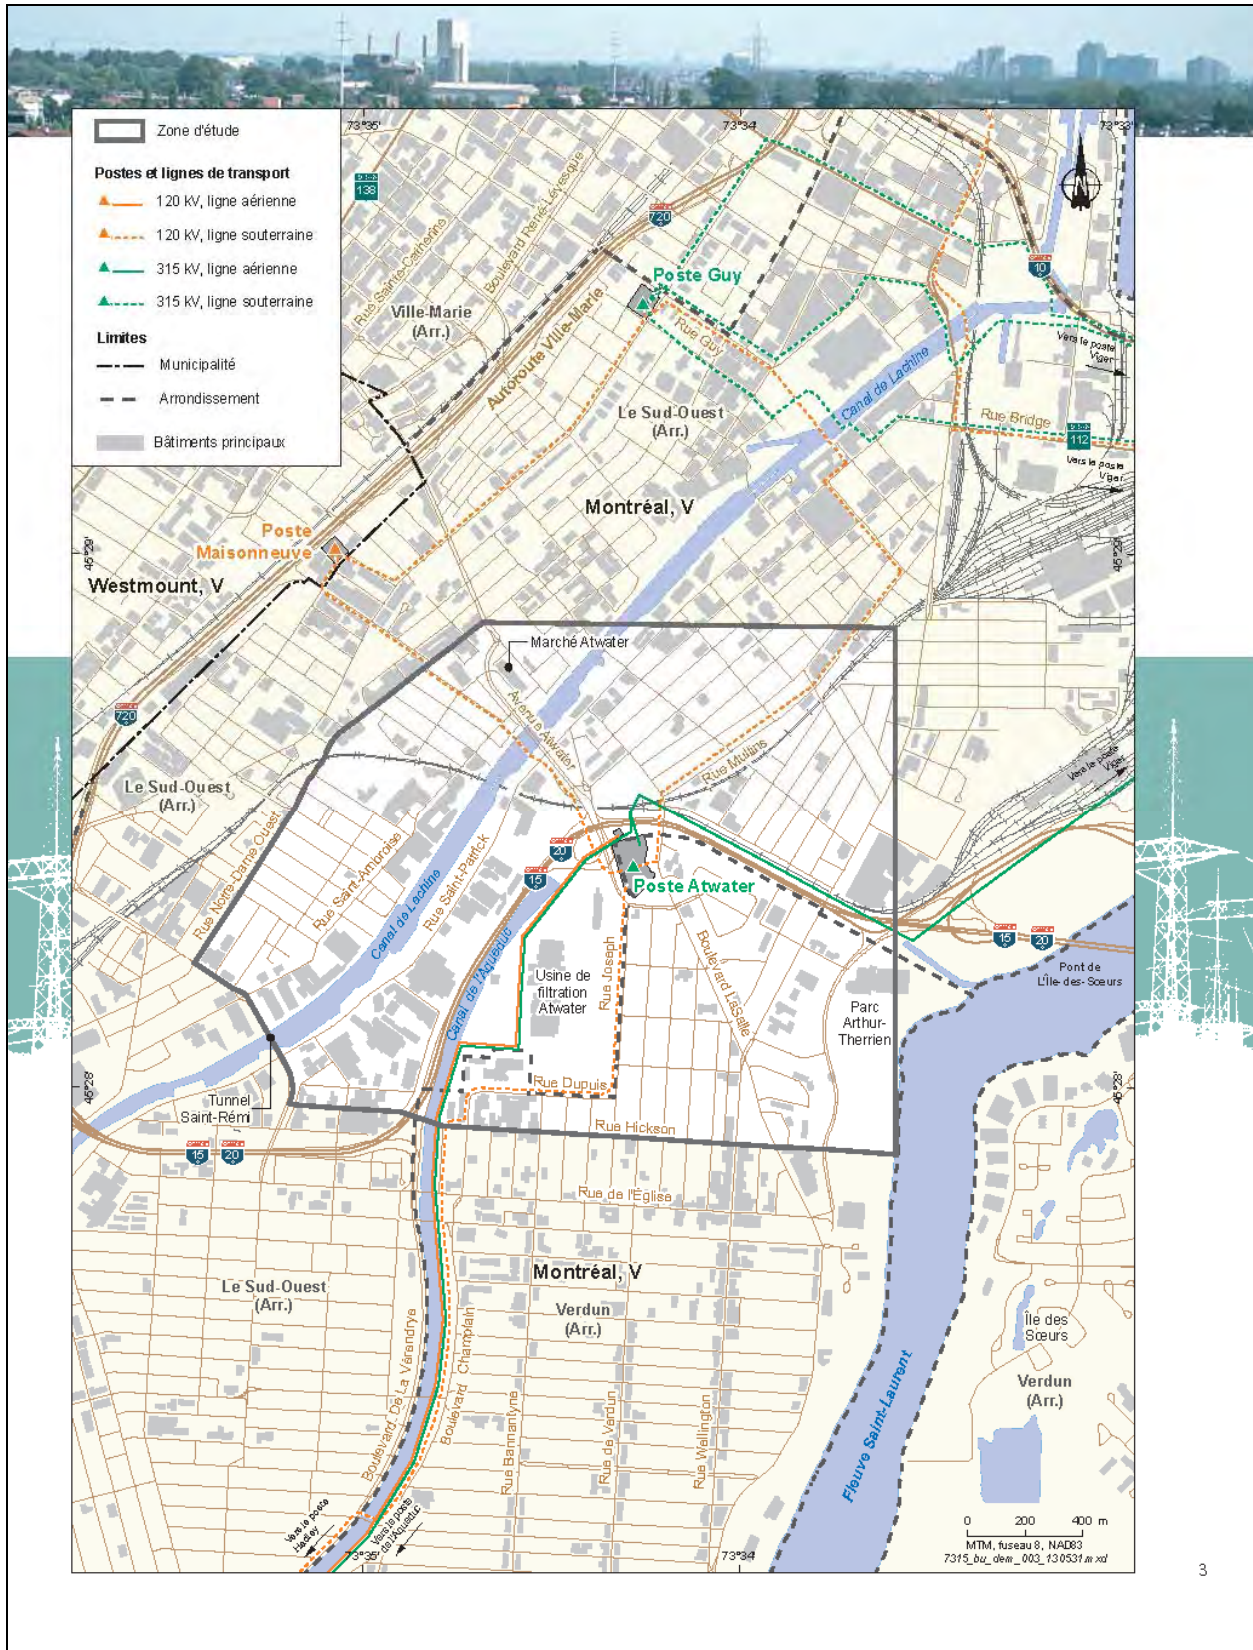 Zone d'étude
Postes et lignes de transport
120 kV, ligne aérienne
120 kV, ligne souterraine
315 kV, ligne aérienne
315 kV, ligne souterraine
Limites
Municipalité
Arrondissement
Bâtiments principaux
73°35'
73°34'
73°33'
138
Rue Sainte-Catherine
Boulevard René-Lévesque
720
10
Poste Guy
Ville-Marie
(Arr.)
Autoroute Ville-Marie
Rue Guy
Canal de Lachine
Vers le poste
Viger
Le Sud-Ouest
(Arr.)
Rue Bridge
112
Vers le poste
Viger
Montréal, V
Poste
Maisonneuve
45°29'
45°29'
Westmount, V
Marché Atwater
Avenue Atwater
720
Rue Mullins
Vers le poste
Viger
Le Sud-Ouest
(Arr.)
Rue Notre-Dame Ouest
Rue Saint-Ambroise
Canal de Lachine
Rue Saint-Patrick
20
15
Poste Atwater
Canal de l'Aqueduc
Usine de
filtration
Atwater
Rue Joseph
Boulevard LaSalle
15
20
Pont de
L'Île-des-Sœurs
Parc
Arthur-
Therrien
45°28'
45°28'
Tunnel
Saint-Rémi
Rue Dupuis
Rue Hickson
15
20
Rue de l'Église
Montréal, V
Le Sud-Ouest
(Arr.)
Verdun
(Arr.)
Île des
Sœurs
Verdun
(Arr.)
Boulevard De La Vérendrye
Boulevard Champlain
Rue Bannantyne
Rue de Verdun
Rue Wellington
Fleuve Saint-Laurent
Vers le poste
Hadley
Vers le poste
de l'Aqueduc
73°35'
73°34'
0 200 400 m
MTM, fuseau 8, NAD83
7315_bu_dem_003_130531.mxd
3